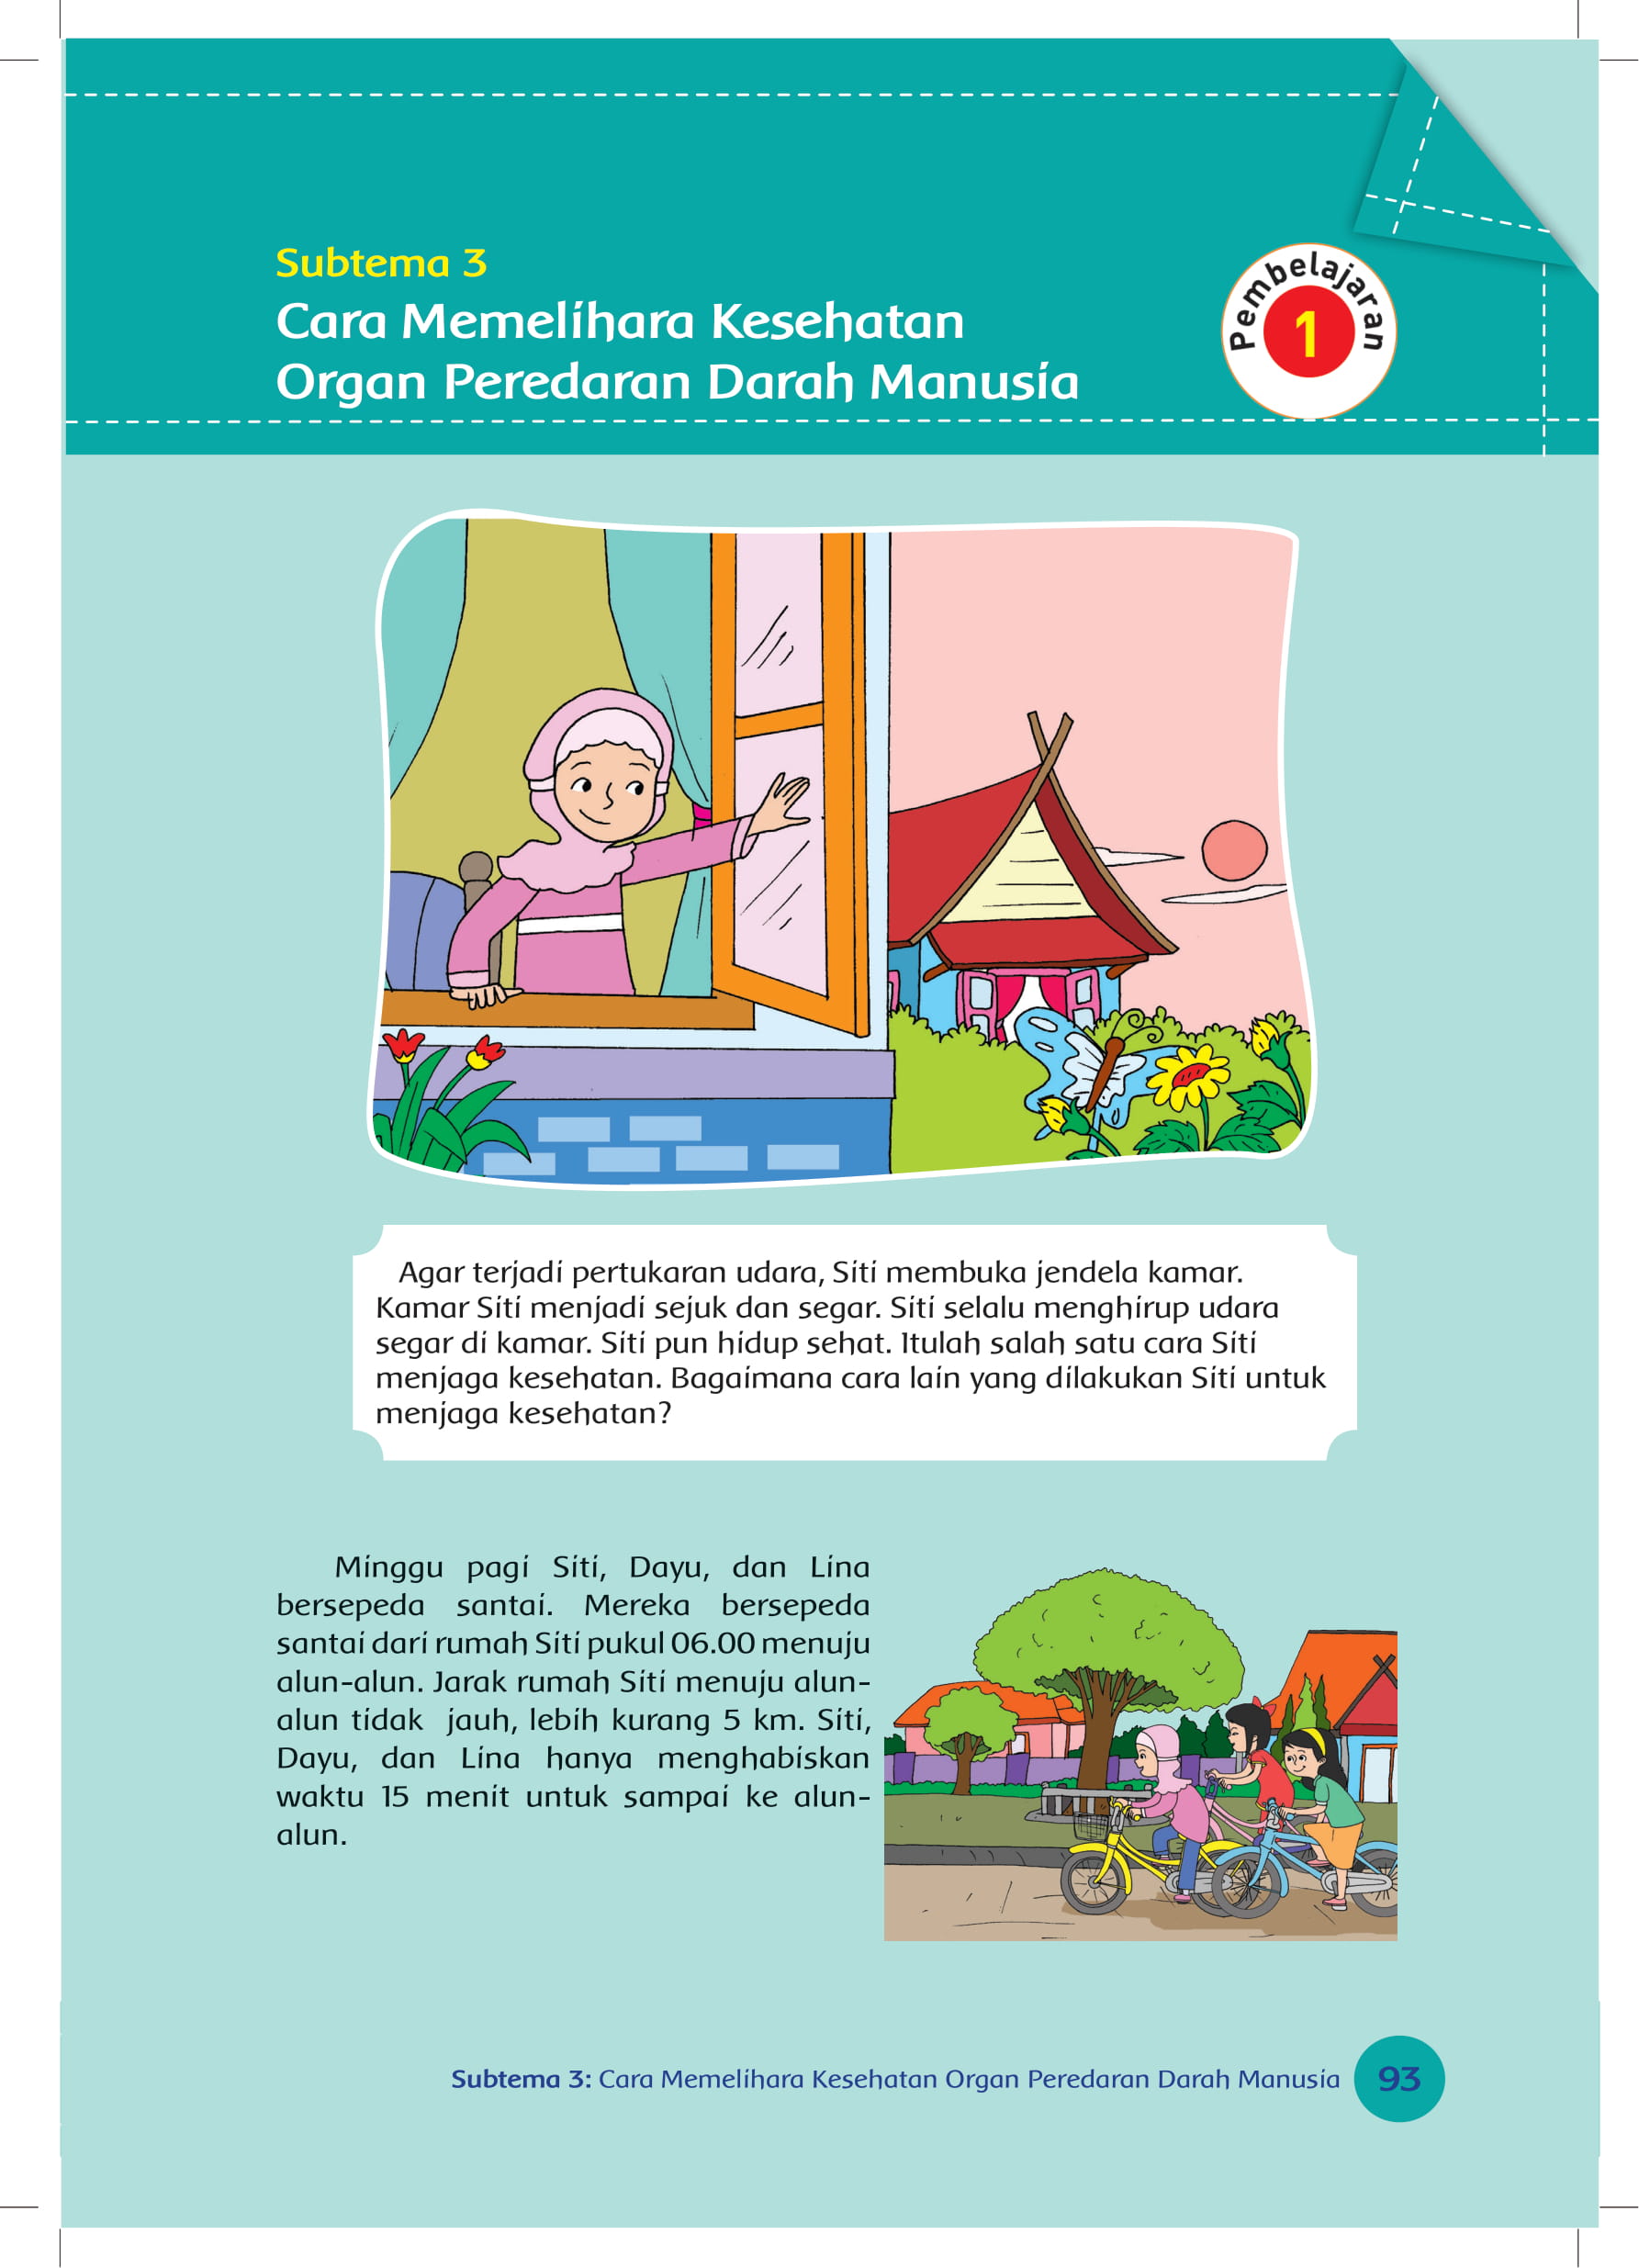 Subtema 3
Cara Memelihara Kesehatan
Organ Peredaran Darah Manusia
Pembelajaran
1
Agar terjadi pertukaran udara, Siti membuka jendela kamar.
Kamar Siti menjadi sejuk dan segar. Siti selalu menghirup udara
segar di kamar. Siti pun hidup sehat. Itulah salah satu cara Siti
menjaga kesehatan. Bagaimana cara lain yang dilakukan Siti untuk
menjaga kesehatan?
Minggu pagi Siti, Dayu, dan Lina
bersepeda santai. Mereka bersepeda
santai dari rumah Siti pukul 06.00 menuju
alun-alun. Jarak rumah Siti menuju alun-
alun tidak jauh, lebih kurang 5 km. Siti,
Dayu, dan Lina hanya menghabiskan
waktu 15 menit untuk sampai ke alun-
alun.
Subtema 3: Cara Memelihara Kesehatan Organ Peredaran Darah Manusia
93